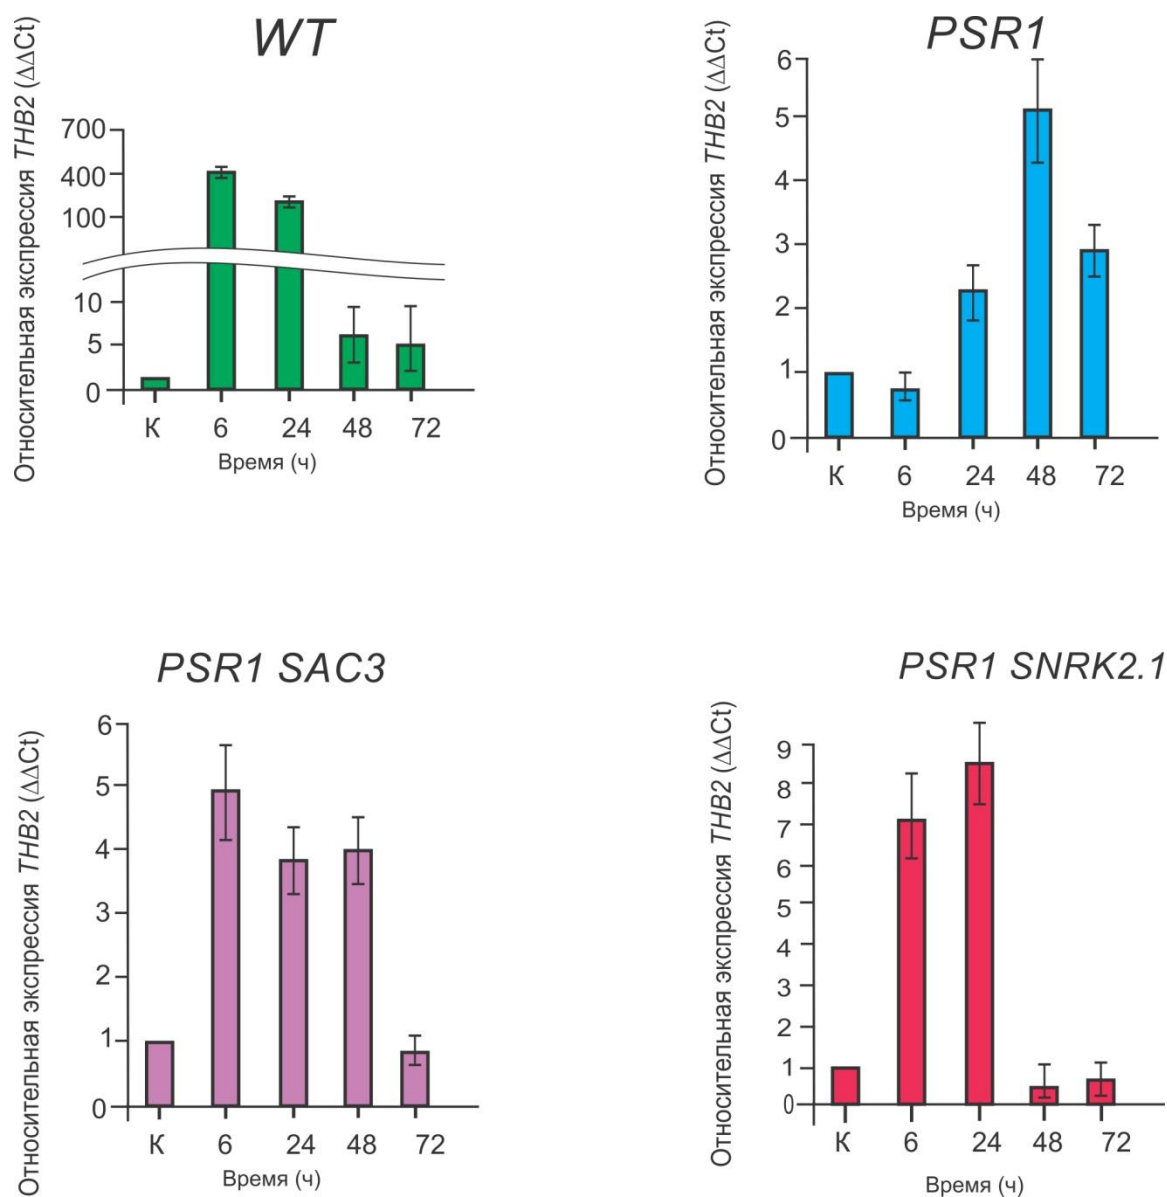 WT
Относительная экспрессия THB2 (ΔΔCt)
700
400
100
10
5
0
К 6 24 48 72
Время (ч)
PSR1
Относительная экспрессия THB2 (ΔΔCt)
6
5
4
3
2
1
0
К 6 24 48 72
Время (ч)
PSR1 SAC3
Относительная экспрессия THB2 (ΔΔCt)
6
5
4
3
2
1
0
К 6 24 48 72
Время (ч)
PSR1 SNRK2.1
Относительная экспрессия THB2 (ΔΔCt)
9
8
7
6
5
4
3
2
1
0
К 6 24 48 72
Время (ч)